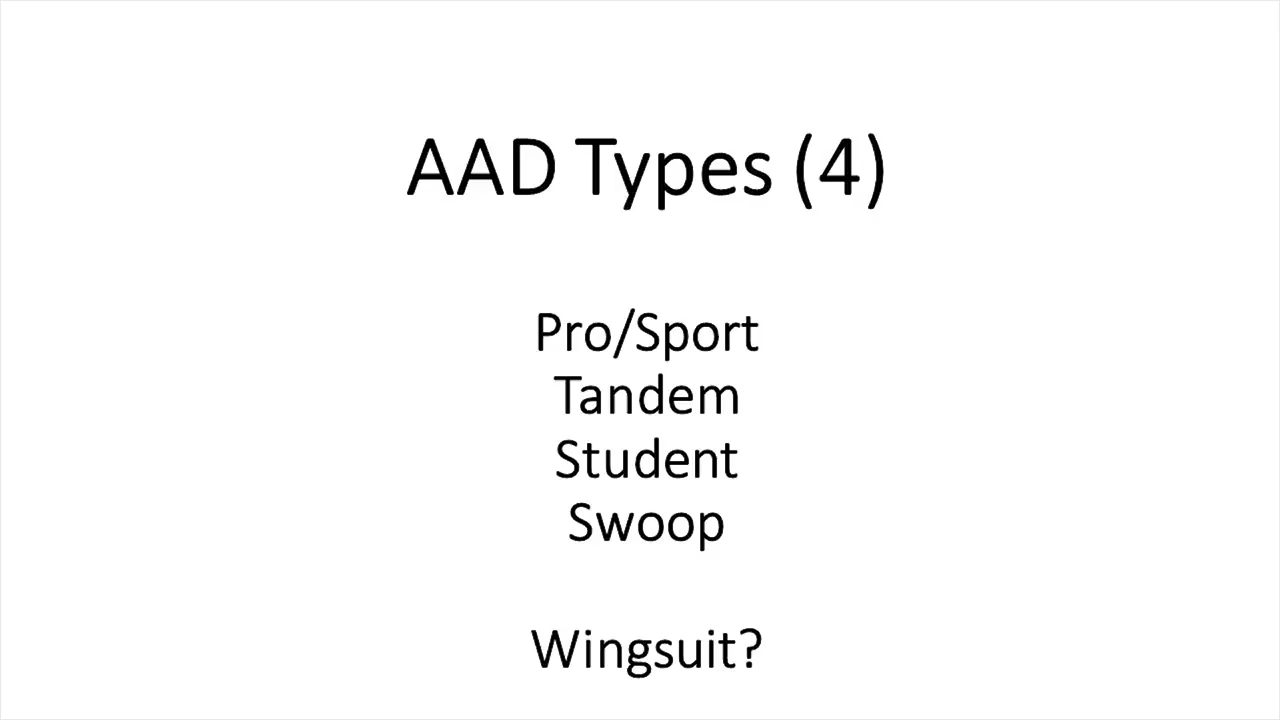 AAD Types (4)
Pro/Sport
Tandem
Student
Swoop
Wingsuit?